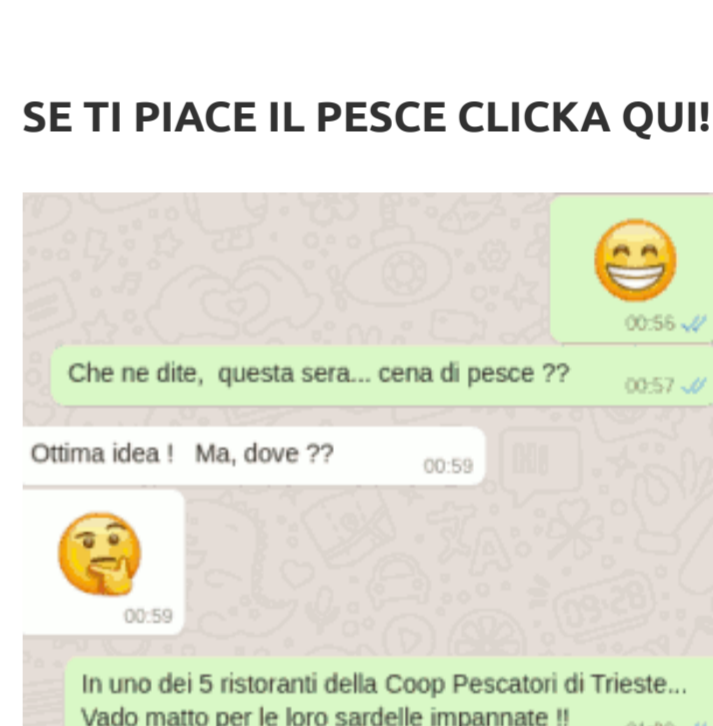 SE TI PIACE IL PESCE CLICKA QUI!
00:56
Che ne dite, questa sera... cena di pesce ??
00:57
Ottima idea ! Ma, dove ??
00:59
00:59
In uno dei 5 ristoranti della Coop Pescatori di Trieste...
Vado matto per le loro sardelle impannate !!